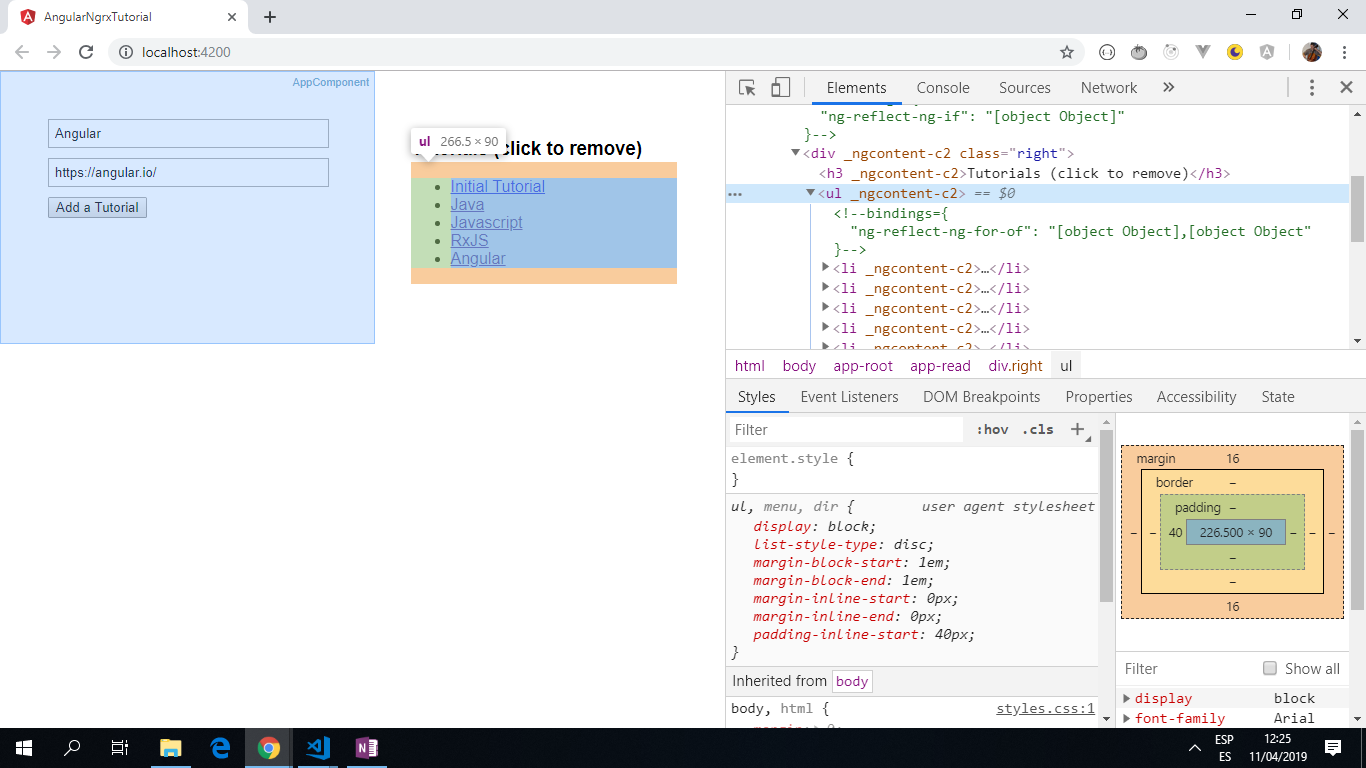 AngularNgrxTutorial
localhost:4200
AppComponent
Angular
https://angular.io/
Add a Tutorial
ul 266.5 × 90
click to remove)
Initial Tutorial
Java
Javascript
RxJS
Angular
Elements Console Sources Network
"ng-reflect-ng-if": "[object Object]"
}-->
<div _ngcontent-c2 class="right">
<h3 _ngcontent-c2>Tutorials (click to remove)</h3>
… <ul _ngcontent-c2> == $0
<!--bindings={
"ng-reflect-ng-for-of": "[object Object],[object Object"
}-->
<li _ngcontent-c2>…</li>
<li _ngcontent-c2>…</li>
<li _ngcontent-c2>…</li>
<li _ngcontent-c2>…</li>
<li _ngcontent-c2>…</li>
html body app-root app-read div.right ul
Styles Event Listeners DOM Breakpoints Properties Accessibility State
Filter :hov .cls +
element.style {
}
ul, menu, dir { user agent stylesheet
display: block;
list-style-type: disc;
margin-block-start: 1em;
margin-block-end: 1em;
margin-inline-start: 0px;
margin-inline-end: 0px;
padding-inline-start: 40px;
}
Inherited from body
body, html { styles.css:1
margin:▸ 0;
margin 16
border –
padding –
– – 40 226.500 × 90 – – –
–
–
16
Filter Show all
display block
font-family Arial
ESP
ES
12:25
11/04/2019